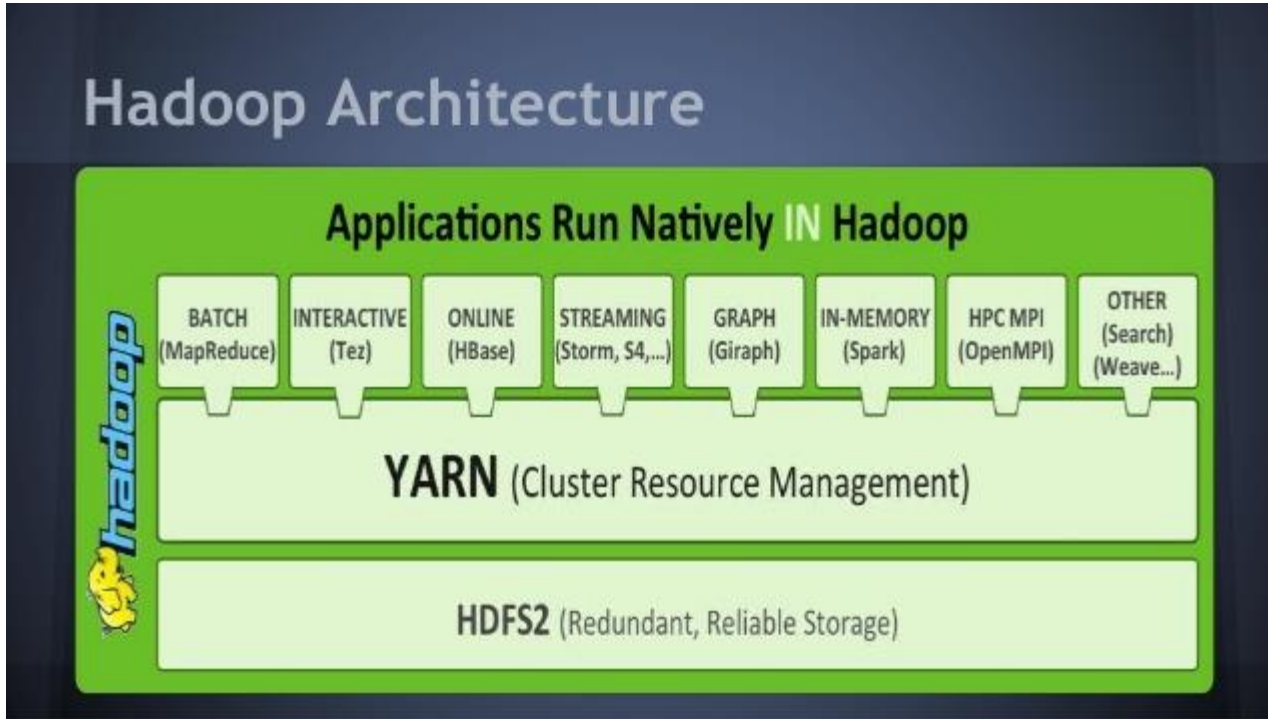 Hadoop Architecture
Applications Run Natively IN Hadoop
BATCH
(MapReduce)
INTERACTIVE
(Tez)
ONLINE
(HBase)
STREAMING
(Storm, S4,...)
GRAPH
(Giraph)
IN-MEMORY
(Spark)
HPC MPI
(OpenMPI)
OTHER
(Search)
(Weave...)
hadoop
YARN (Cluster Resource Management)
HDFS2 (Redundant, Reliable Storage)